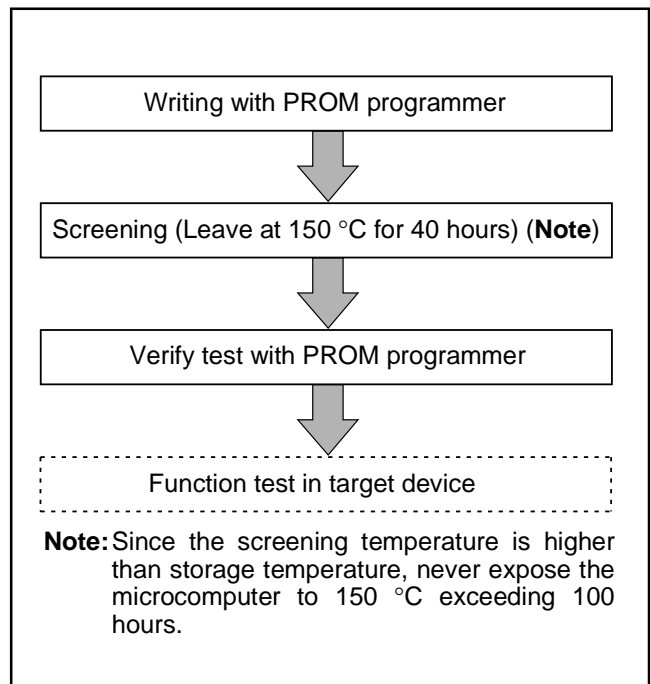 Writing with PROM programmer
Screening (Leave at 150 °C for 40 hours) (Note)
Verify test with PROM programmer
Function test in target device
Note: Since the screening temperature is higher
than storage temperature, never expose the
microcomputer to 150 °C exceeding 100
hours.